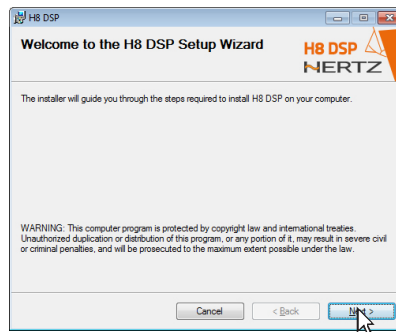 H8 DSP
Welcome to the H8 DSP Setup Wizard
H8 DSP
HERTZ
The installer will guide you through the steps required to install H8 DSP on your computer.
WARNING: This computer program is protected by copyright law and international treaties.
Unauthorized duplication or distribution of this program, or any portion of it, may result in severe civil
or criminal penalties, and will be prosecuted to the maximum extent possible under the law.
Cancel
< Back
Next >